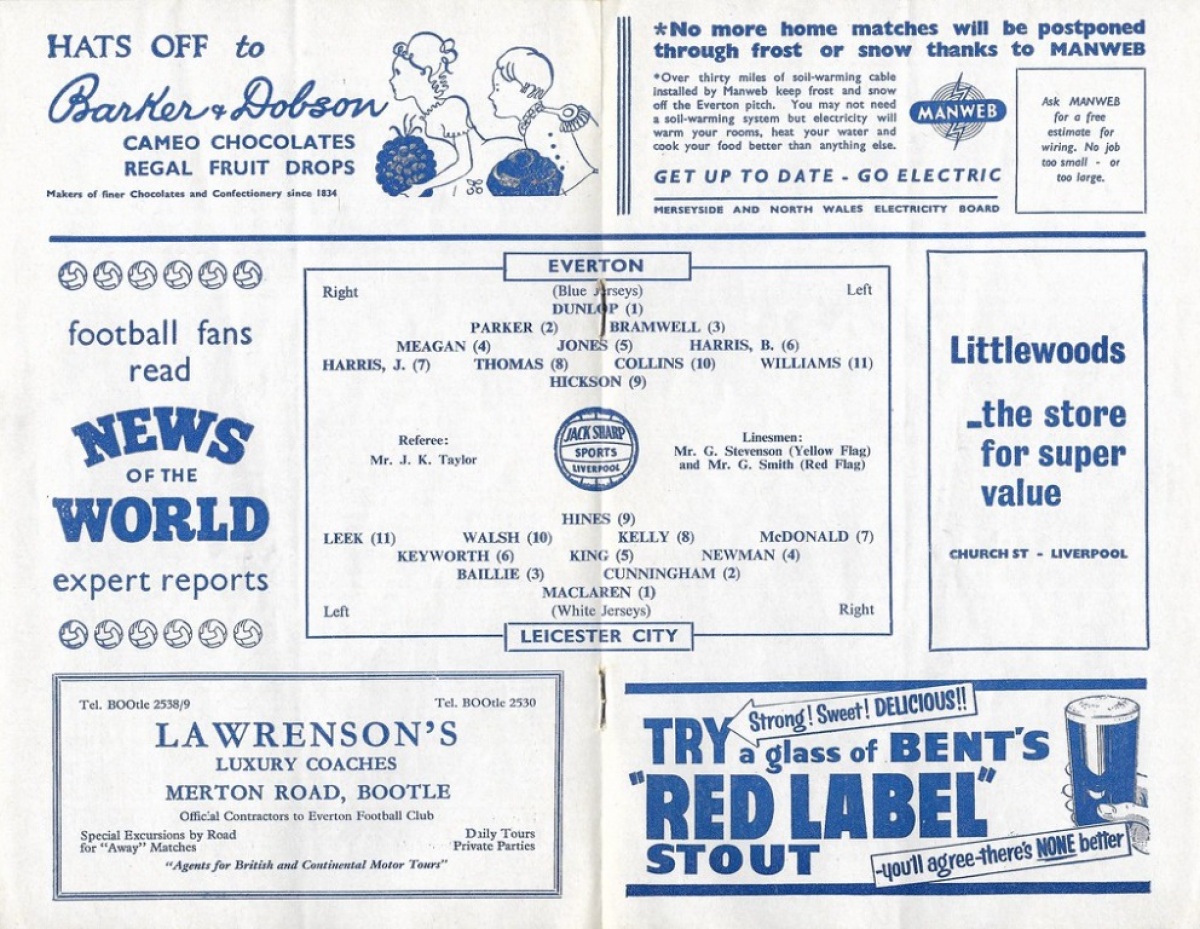 HATS OFF to
Barker & Dobson
CAMEO CHOCOLATES
REGAL FRUIT DROPS
Makers of finer Chocolates and Confectionery since 1834
*No more home matches will be postponed
through frost or snow thanks to MANWEB
*Over thirty miles of soil-warming cable
installed by Manweb keep frost and snow
off the Everton pitch. You may not need
a soil-warming system but electricity will
warm your rooms, heat your water and
cook your food better than anything else.
MANWEB
GET UP TO DATE - GO ELECTRIC
MERSEYSIDE AND NORTH WALES ELECTRICITY BOARD
Ask MANWEB
for a free
estimate for
wiring. No job
too small - or
too large.
football fans
read
NEWS
OF THE
WORLD
expert reports
EVERTON
Right (Blue Jerseys) Left
DUNLOP (1)
PARKER (2) BRAMWELL (3)
MEAGAN (4) JONES (5) HARRIS, B. (6)
HARRIS, J. (7) THOMAS (8) COLLINS (10) WILLIAMS (11)
HICKSON (9)
Referee:
Mr. J. K. Taylor
JACK SHARP
SPORTS
LIVERPOOL
Linesmen:
Mr. G. Stevenson (Yellow Flag)
and Mr. G. Smith (Red Flag)
HINES (9)
LEEK (11) WALSH (10) KELLY (8) McDONALD (7)
KEYWORTH (6) KING (5) NEWMAN (4)
BAILLIE (3) CUNNINGHAM (2)
MACLAREN (1)
Left (White Jerseys) Right
LEICESTER CITY
Littlewoods
-the store
for super
value
CHURCH ST - LIVERPOOL
Tel. BOOtle 2538/9 Tel. BOOtle 2530
LAWRENSON'S
LUXURY COACHES
MERTON ROAD, BOOTLE
Official Contractors to Everton Football Club
Special Excursions by Road
for "Away" Matches
Daily Tours
Private Parties
"Agents for British and Continental Motor Tours"
Strong! Sweet! DELICIOUS!!
TRY a glass of BENT'S
"RED LABEL"
STOUT
-you'll agree-there's NONE better